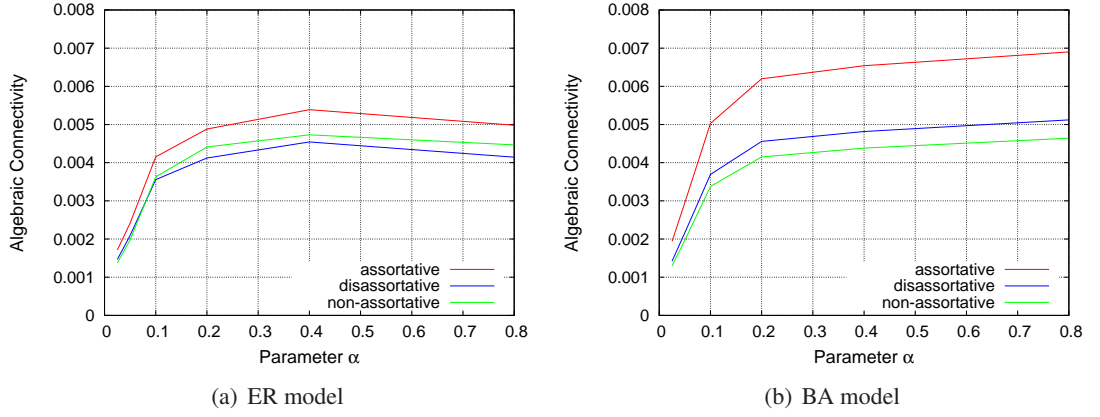 0.008
0.007
0.006
0.005
0.004
0.003
0.002
0.001
0
Algebraic Connectivity
assortative
disassortative
non-assortative
0 0.1 0.2 0.3 0.4 0.5 0.6 0.7 0.8
Parameter α
(a) ER model
0.008
0.007
0.006
0.005
0.004
0.003
0.002
0.001
0
Algebraic Connectivity
assortative
disassortative
non-assortative
0 0.1 0.2 0.3 0.4 0.5 0.6 0.7 0.8
Parameter α
(b) BA model